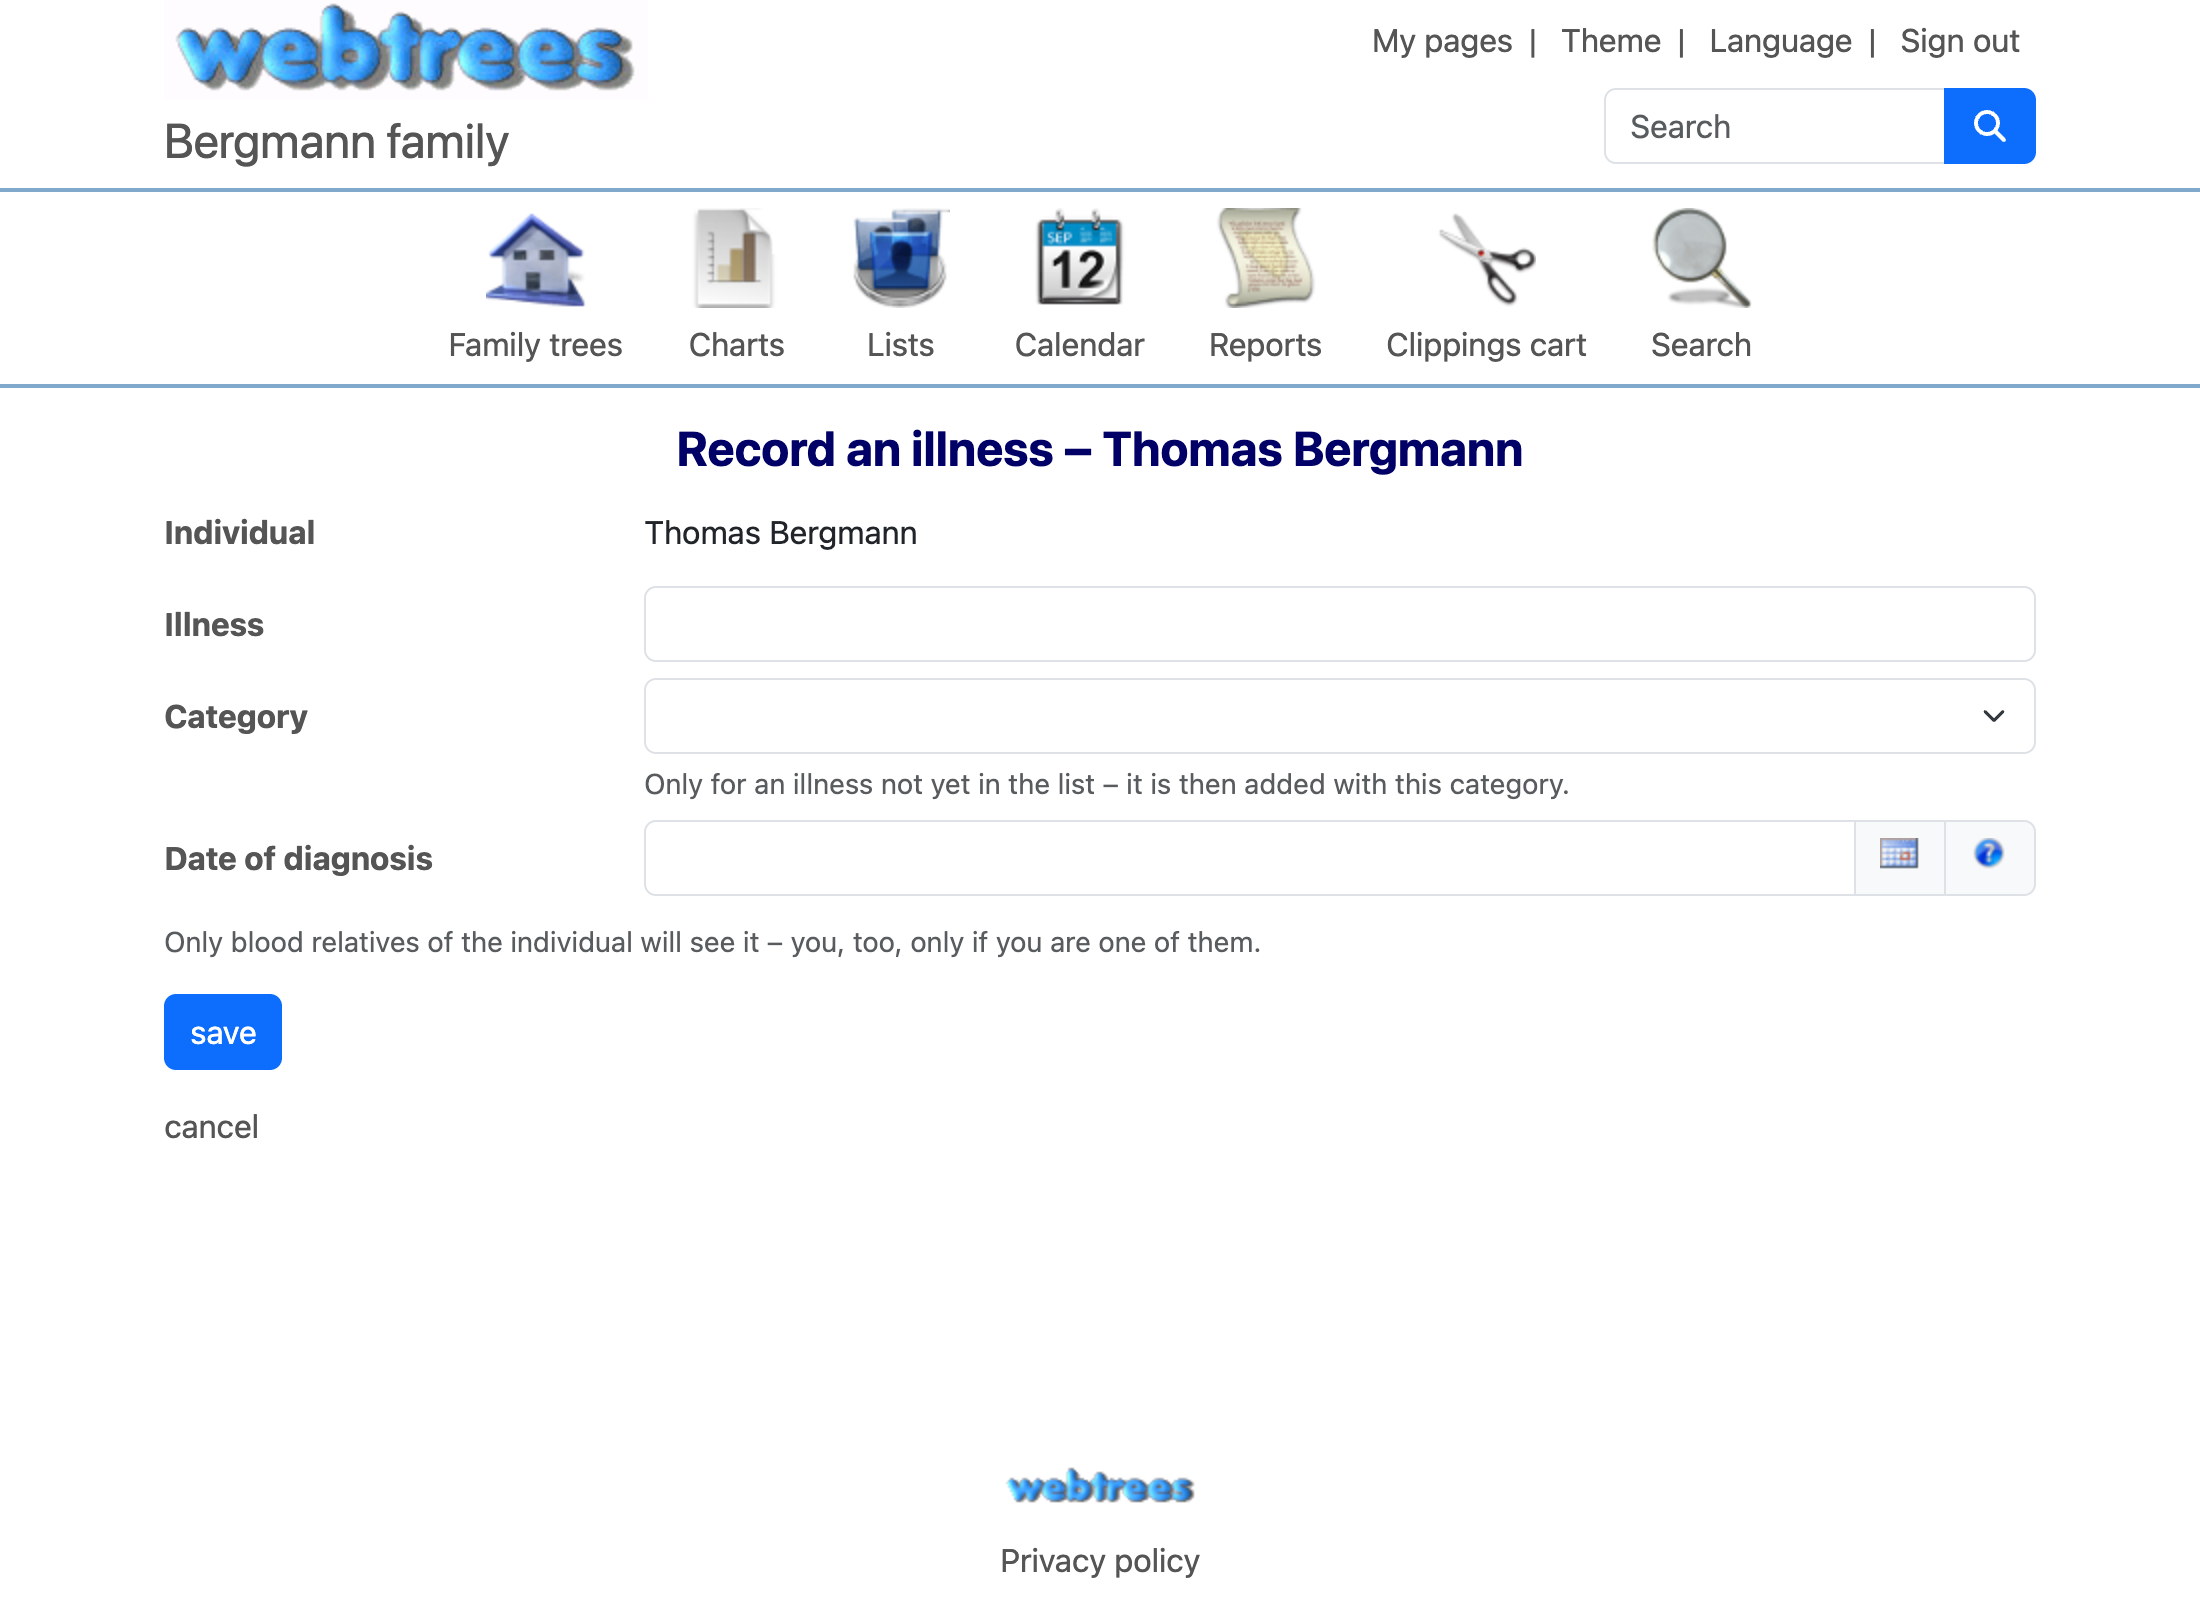 webtrees
My pages | Theme | Language | Sign out
Bergmann family
Search
SEP
12
Family trees
Charts
Lists
Calendar
Reports
Clippings cart
Search
Record an illness – Thomas Bergmann
Individual
Thomas Bergmann
Illness
Category
Only for an illness not yet in the list – it is then added with this category.
Date of diagnosis
?
Only blood relatives of the individual will see it – you, too, only if you are one of them.
save
cancel
webtrees
Privacy policy